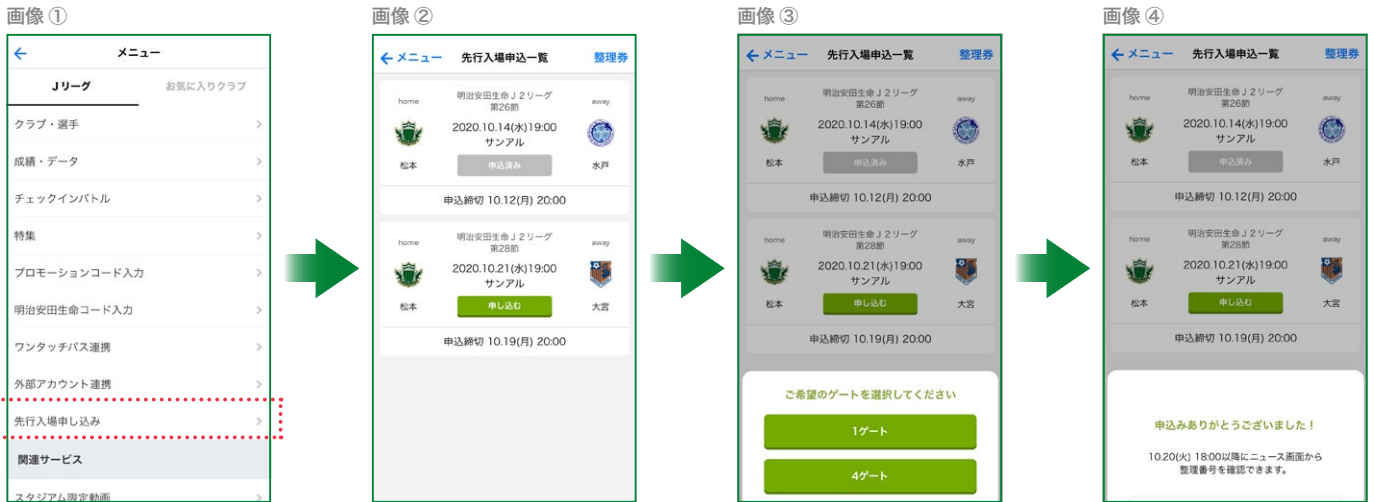 画像 ①
メニュー
Jリーグ
お気に入りクラブ
クラブ・選手
成績・データ
チェックインバトル
特集
プロモーションコード入力
明治安田生命コード入力
ワンタッチパス連携
外部アカウント連携
先行入場申し込み
関連サービス
スタジアム限定動画
画像 ②
メニュー
先行入場申込一覧
整理券
home
明治安田生命J2リーグ
第26節
away
2020.10.14(水)19:00
サンアル
松本
申込済み
水戸
申込締切 10.12(月) 20:00
home
明治安田生命J2リーグ
第28節
away
2020.10.21(水)19:00
サンアル
松本
申し込む
大宮
申込締切 10.19(月) 20:00
画像 ③
メニュー
先行入場申込一覧
整理券
home
明治安田生命J2リーグ
第26節
away
2020.10.14(水)19:00
サンアル
松本
申込済み
水戸
申込締切 10.12(月) 20:00
home
明治安田生命J2リーグ
第28節
away
2020.10.21(水)19:00
サンアル
松本
申し込む
大宮
申込締切 10.19(月) 20:00
ご希望のゲートを選択してください
1ゲート
4ゲート
画像 ④
メニュー
先行入場申込一覧
整理券
home
明治安田生命J2リーグ
第26節
away
2020.10.14(水)19:00
サンアル
松本
申込済み
水戸
申込締切 10.12(月) 20:00
home
明治安田生命J2リーグ
第28節
away
2020.10.21(水)19:00
サンアル
松本
申し込む
大宮
申込締切 10.19(月) 20:00
申込みありがとうございました！
10.20(火) 18:00以降にニュース画面から
整理番号を確認できます。